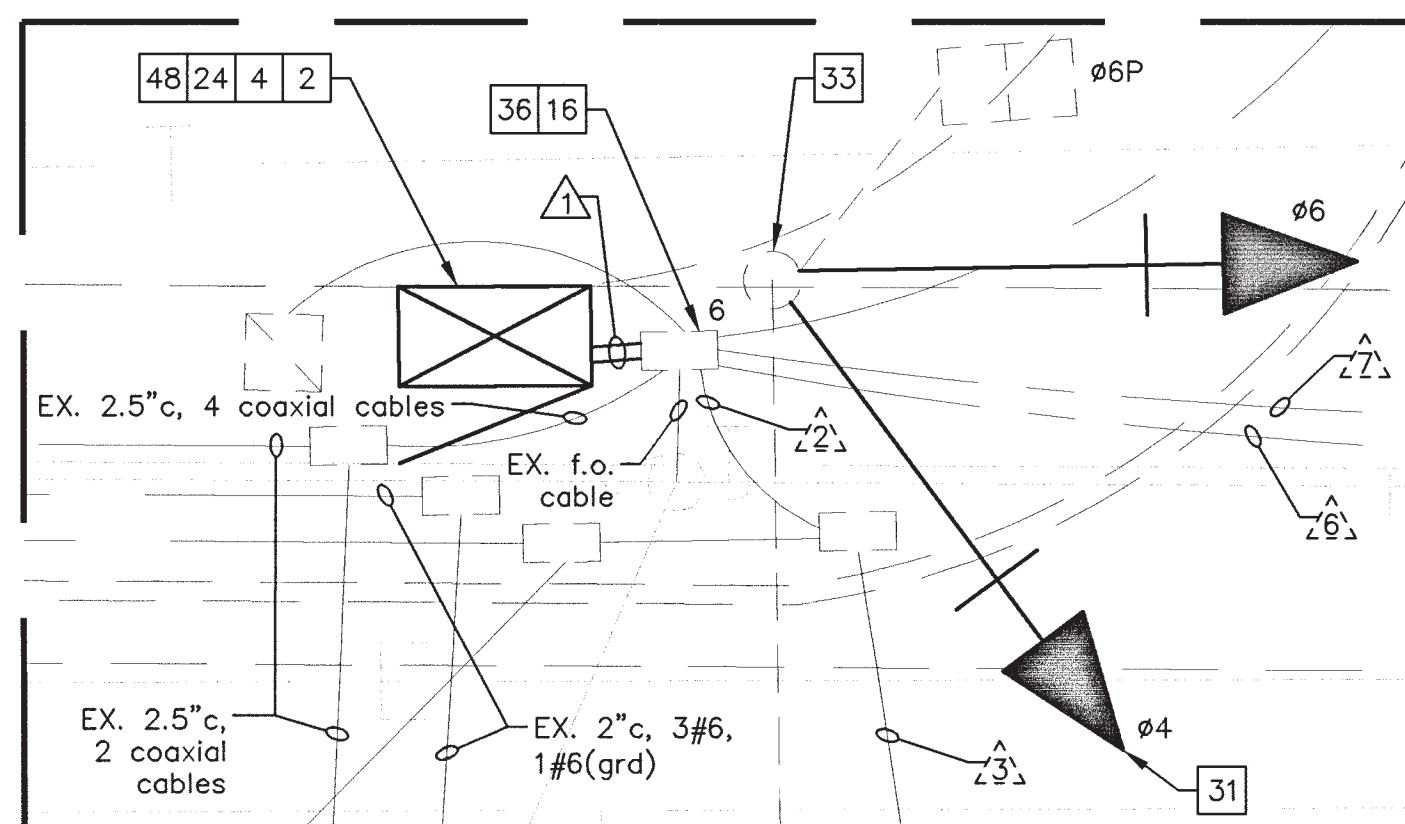 48 24 4 2
36 16
33
ø6P
1
ø6
6
7
EX. 2.5"c, 4 coaxial cables
2
EX. f.o.
cable
6
EX. 2.5"c,
2 coaxial
cables
EX. 2"c, 3#6,
1#6(grd)
3
ø4
31